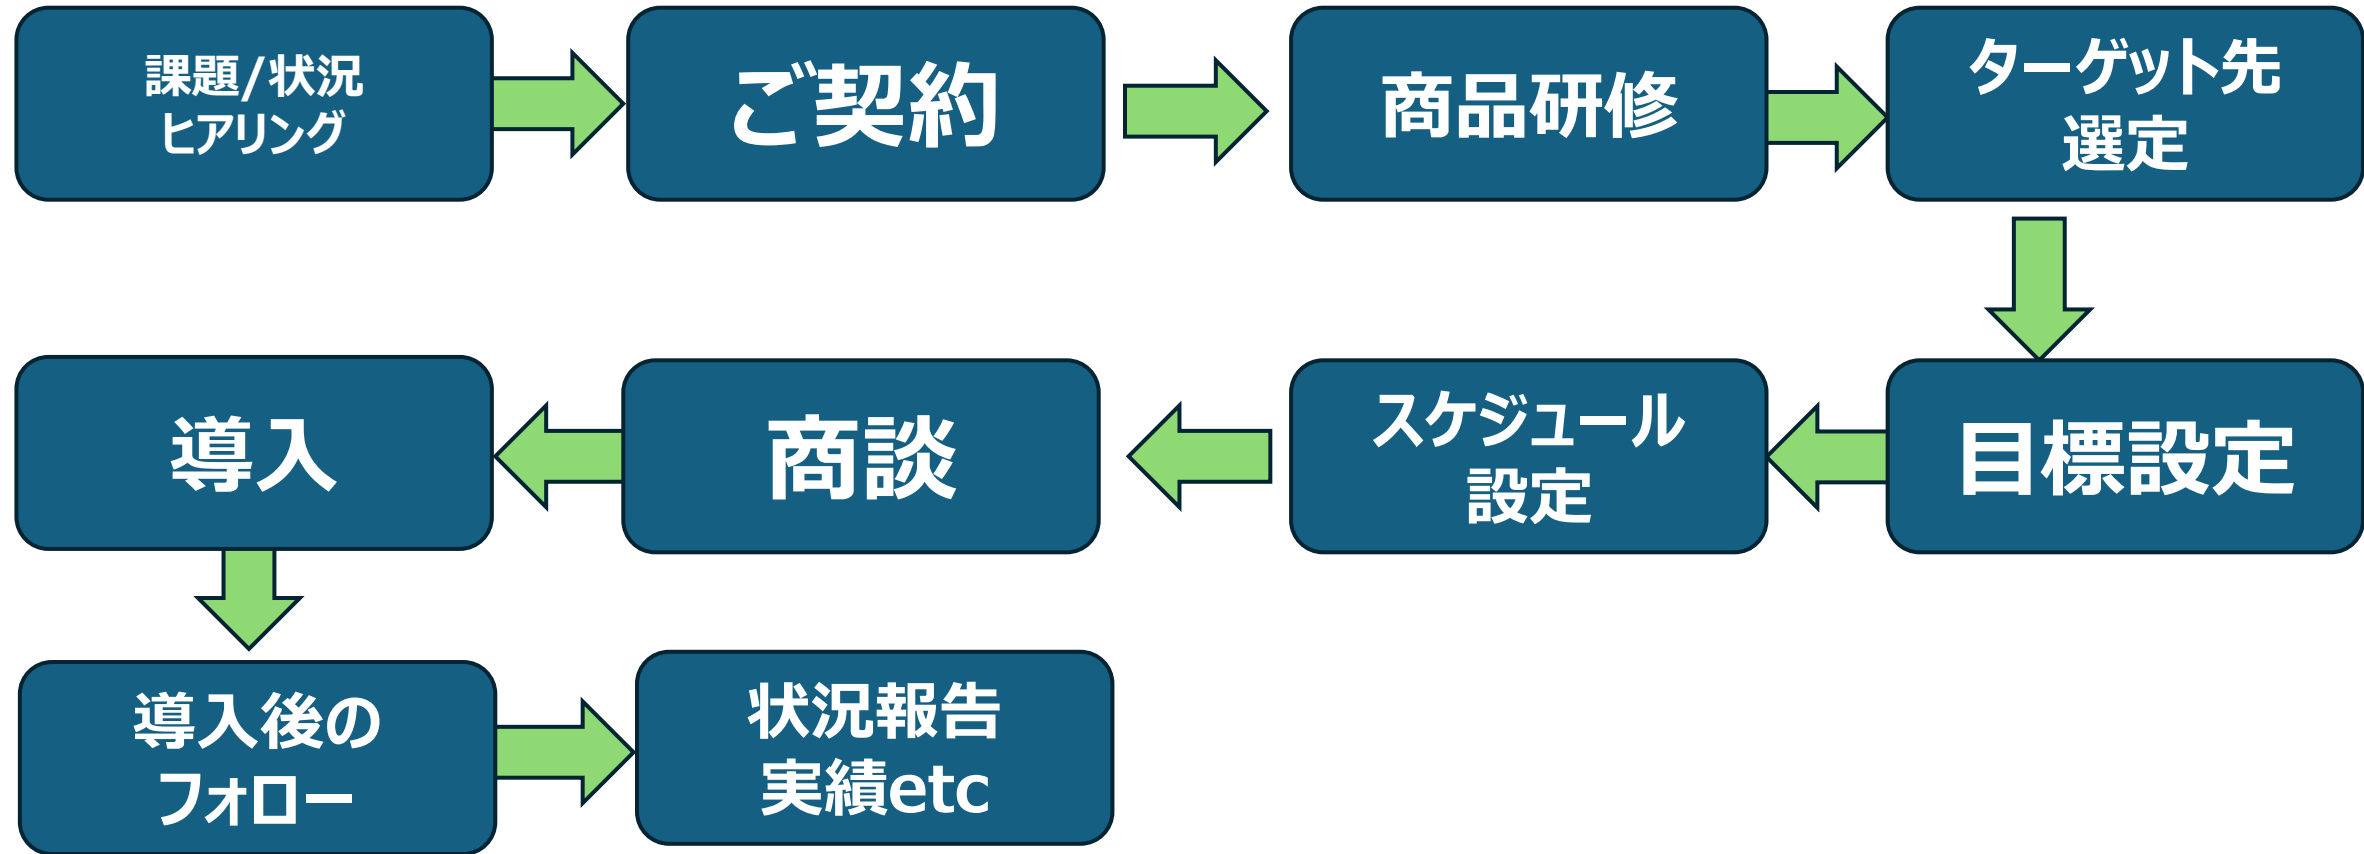 課題/状況
ヒアリング
ご契約
商品研修
ターゲット先
選定
目標設定
スケジュール
設定
商談
導入
導入後の
フォロー
状況報告
実績etc